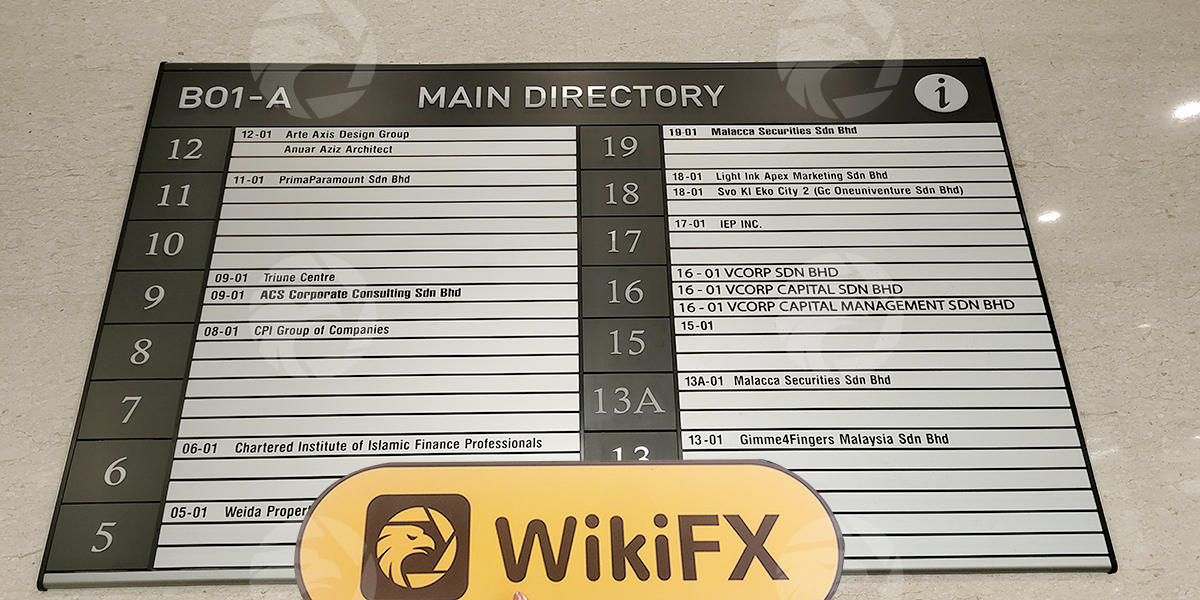 BO1-A MAIN DIRECTORY i
12
12-01 Arte Axis Design Group
Anuar Aziz Architect
11
11-01 PrimaParamount Sdn Bhd
10
9
09-01 Triune Centre
09-01 ACS Corporate Consulting Sdn Bhd
8
08-01 CPI Group of Companies
7
6
06-01 Chartered Institute of Islamic Finance Professionals
5
05-01 Weida
19
19-01 Malacca Securities Sdn Bhd
18
18-01 Light Ink Apex Marketing Sdn Bhd
18-01 Svo Kl Eko City 2 (Gc Oneuniventure Sdn Bhd)
17
17-01 IEP INC.
16
16 - 01 VCORP SDN BHD
16 - 01 VCORP CAPITAL SDN BHD
16 - 01 VCORP CAPITAL MANAGEMENT SDN BHD
15
15-01
13A
13A-01 Malacca Securities Sdn Bhd
13
13-01 Gimme4Fingers Malaysia Sdn Bhd
WikiFX